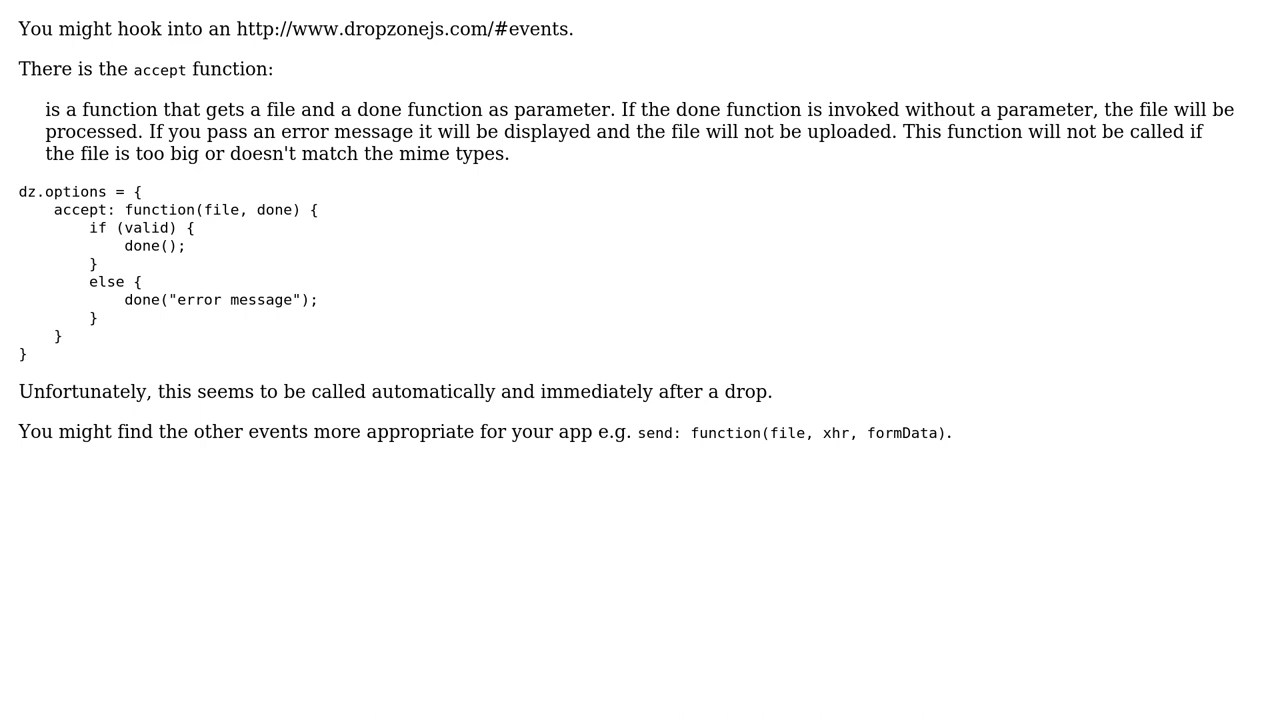 You might hook into an http://www.dropzonejs.com/#events.
There is the accept function:
is a function that gets a file and a done function as parameter. If the done function is invoked without a parameter, the file will be
processed. If you pass an error message it will be displayed and the file will not be uploaded. This function will not be called if
the file is too big or doesn't match the mime types.
dz.options = {
    accept: function(file, done) {
        if (valid) {
            done();
        }
        else {
            done("error message");
        }
    }
}
Unfortunately, this seems to be called automatically and immediately after a drop.
You might find the other events more appropriate for your app e.g. send: function(file, xhr, formData).